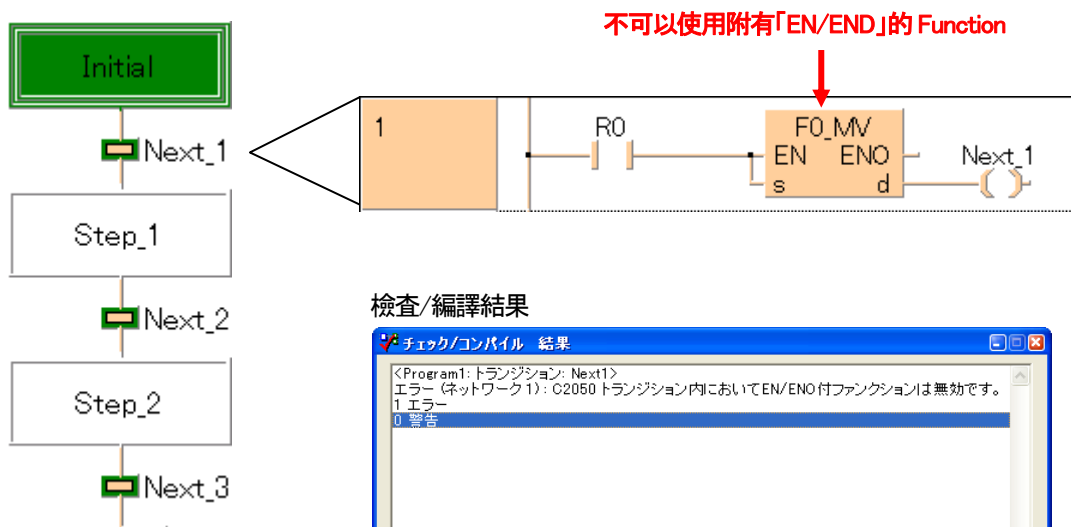 不可以使用附有「EN/END」的 Function
Initial
Next_1
Step_1
Next_2
Step_2
Next_3
1
R0
F0_MV
EN ENO
s d
Next_1
檢查/編譯結果
チェック/コンパイル 結果
<Program1: トランジション: Next1>
エラー (ネットワーク 1) : C2050 トランジション内においてEN/ENO付ファンクションは無効です。
1 エラー
0 警告